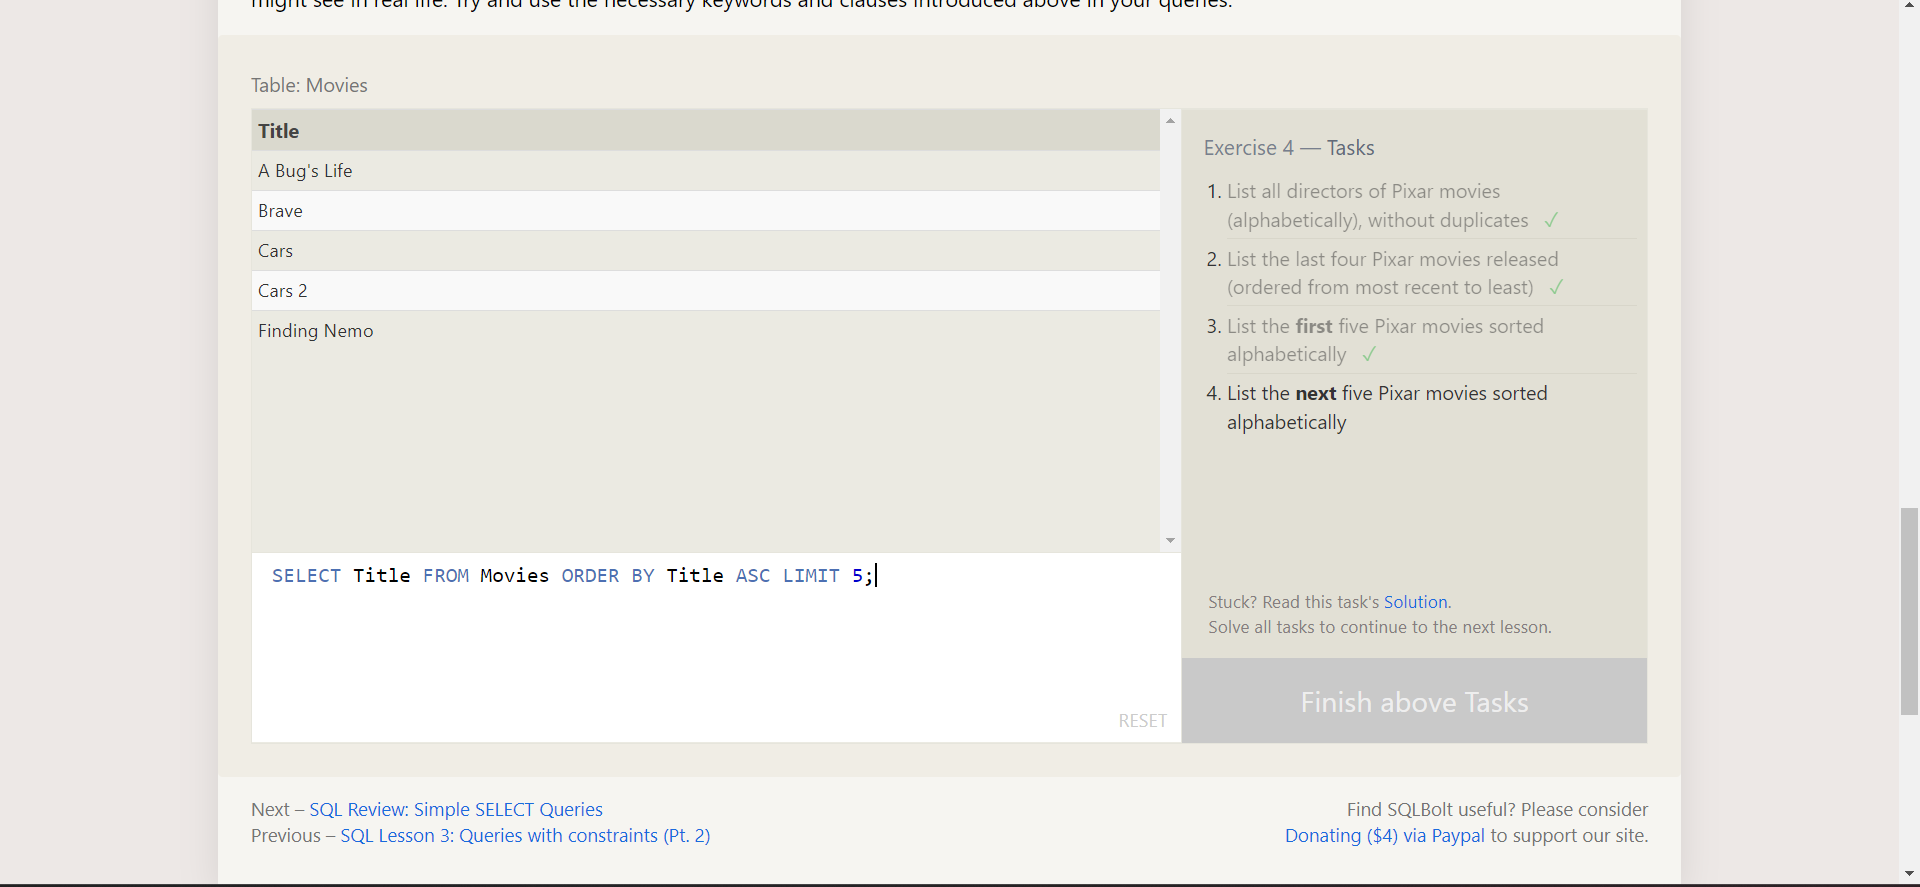 might see in real life. Try and use the necessary keywords and clauses introduced above in your queries.
Table: Movies
Title
A Bug's Life
Brave
Cars
Cars 2
Finding Nemo
SELECT Title FROM Movies ORDER BY Title ASC LIMIT 5;
RESET
Exercise 4 — Tasks
1. List all directors of Pixar movies
(alphabetically), without duplicates ✓
2. List the last four Pixar movies released
(ordered from most recent to least) ✓
3. List the first five Pixar movies sorted
alphabetically ✓
4. List the next five Pixar movies sorted
alphabetically
Stuck? Read this task's Solution.
Solve all tasks to continue to the next lesson.
Finish above Tasks
Next – SQL Review: Simple SELECT Queries
Previous – SQL Lesson 3: Queries with constraints (Pt. 2)
Find SQLBolt useful? Please consider
Donating ($4) via Paypal to support our site.